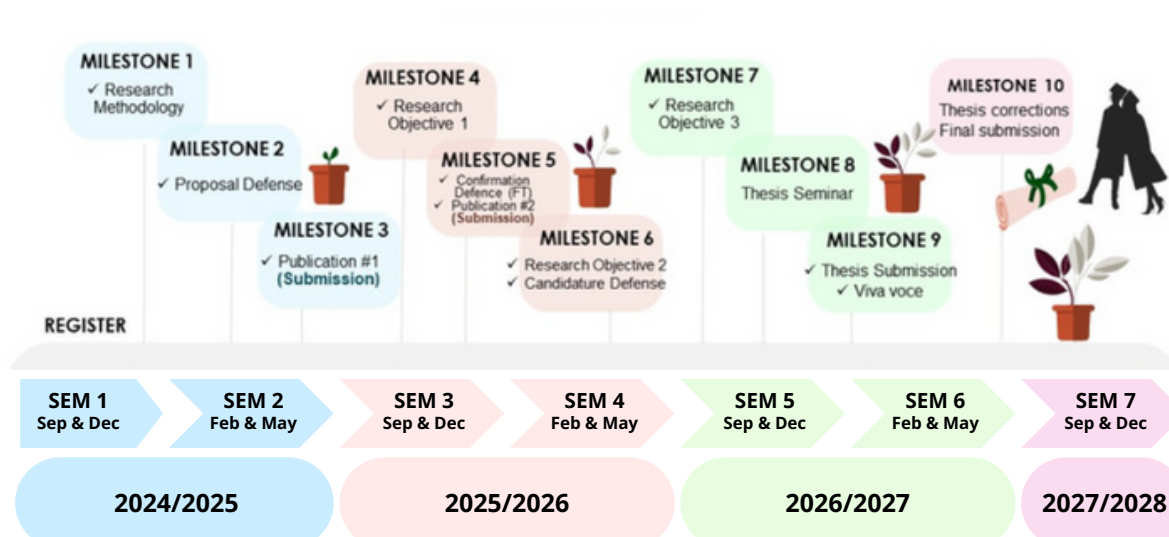 MILESTONE 1
✓ Research
Methodology
MILESTONE 2
✓ Proposal Defense
MILESTONE 3
✓ Publication #1
(Submission)
MILESTONE 4
✓ Research
Objective 1
MILESTONE 5
✓ Confirmation
Defence (FT)
✓ Publication #2
(Submission)
MILESTONE 6
✓ Research Objective 2
✓ Candidature Defense
MILESTONE 7
✓ Research
Objective 3
MILESTONE 8
Thesis Seminar
MILESTONE 9
✓ Thesis Submission
✓ Viva voce
MILESTONE 10
Thesis corrections
Final submission
REGISTER
SEM 1
Sep & Dec
SEM 2
Feb & May
SEM 3
Sep & Dec
SEM 4
Feb & May
SEM 5
Sep & Dec
SEM 6
Feb & May
SEM 7
Sep & Dec
2024/2025
2025/2026
2026/2027
2027/2028